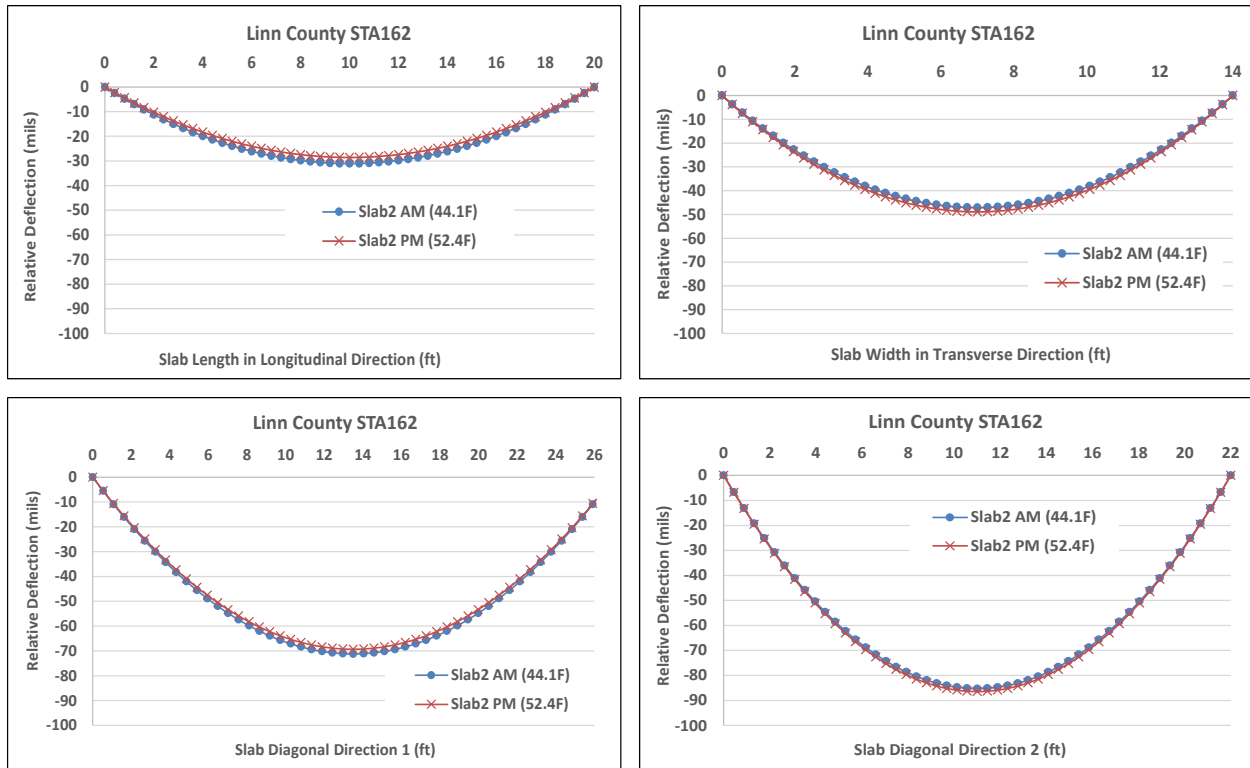 Linn County STA162
0 2 4 6 8 10 12 14 16 18 20
0
-10
-20
-30
-40
-50
-60
-70
-80
-90
-100
Relative Deflection (mils)
Slab2 AM (44.1F)
Slab2 PM (52.4F)
Slab Length in Longitudinal Direction (ft)
Linn County STA162
0 2 4 6 8 10 12 14
0
-10
-20
-30
-40
-50
-60
-70
-80
-90
-100
Relative Deflection (mils)
Slab2 AM (44.1F)
Slab2 PM (52.4F)
Slab Width in Transverse Direction (ft)
Linn County STA162
0 2 4 6 8 10 12 14 16 18 20 22 24 26
0
-10
-20
-30
-40
-50
-60
-70
-80
-90
-100
Relative Deflection (mils)
Slab2 AM (44.1F)
Slab2 PM (52.4F)
Slab Diagonal Direction 1 (ft)
Linn County STA162
0 2 4 6 8 10 12 14 16 18 20 22
0
-10
-20
-30
-40
-50
-60
-70
-80
-90
-100
Relative Deflection (mils)
Slab2 AM (44.1F)
Slab2 PM (52.4F)
Slab Diagonal Direction 2 (ft)